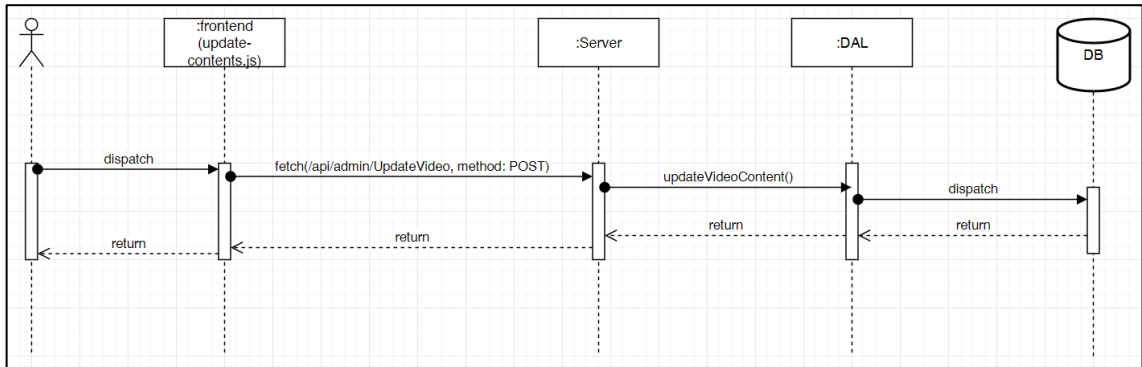 :frontend
(update-
contents.js)
:Server
:DAL
DB
dispatch
fetch(/api/admin/UpdateVideo, method: POST)
updateVideoContent()
dispatch
return
return
return
return